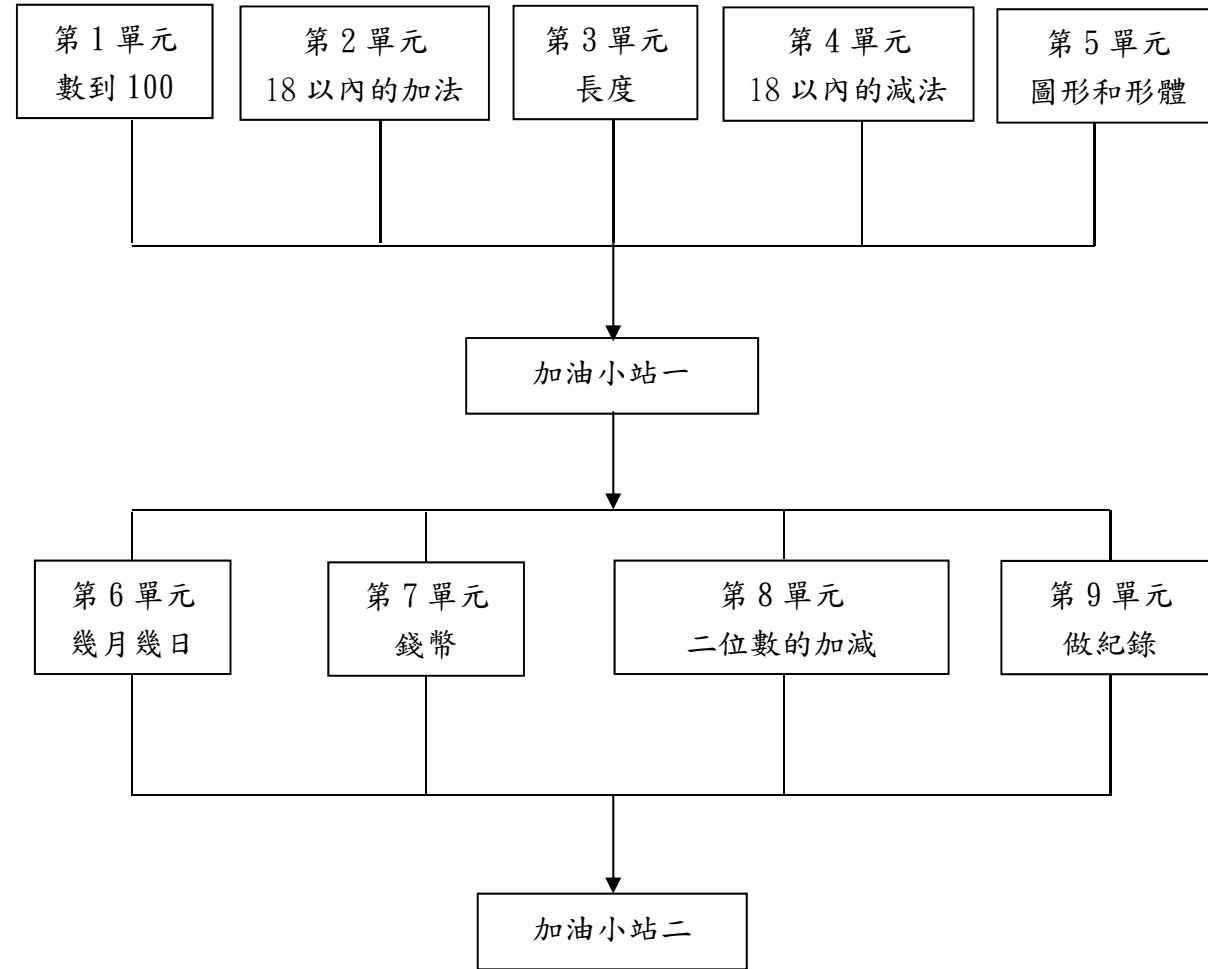 第1單元
數到100
第2單元
18以內的加法
第3單元
長度
第4單元
18以內的減法
第5單元
圖形和形體
加油小站一
第6單元
幾月幾日
第7單元
錢幣
第8單元
二位數的加減
第9單元
做紀錄
加油小站二